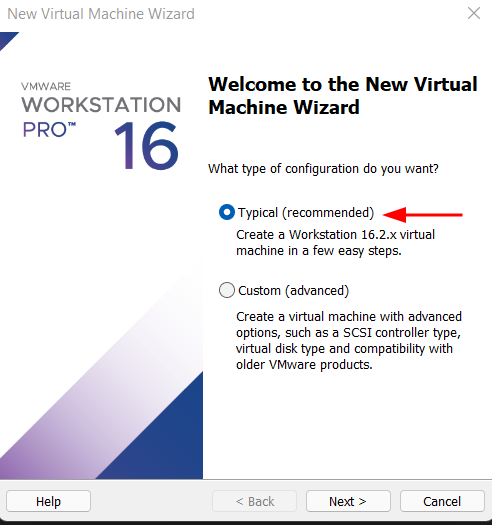 New Virtual Machine Wizard
VMWARE
WORKSTATION
PRO™ 16
Welcome to the New Virtual
Machine Wizard
What type of configuration do you want?
Typical (recommended)
Create a Workstation 16.2.x virtual
machine in a few easy steps.
Custom (advanced)
Create a virtual machine with advanced
options, such as a SCSI controller type,
virtual disk type and compatibility with
older VMware products.
Help
< Back
Next >
Cancel